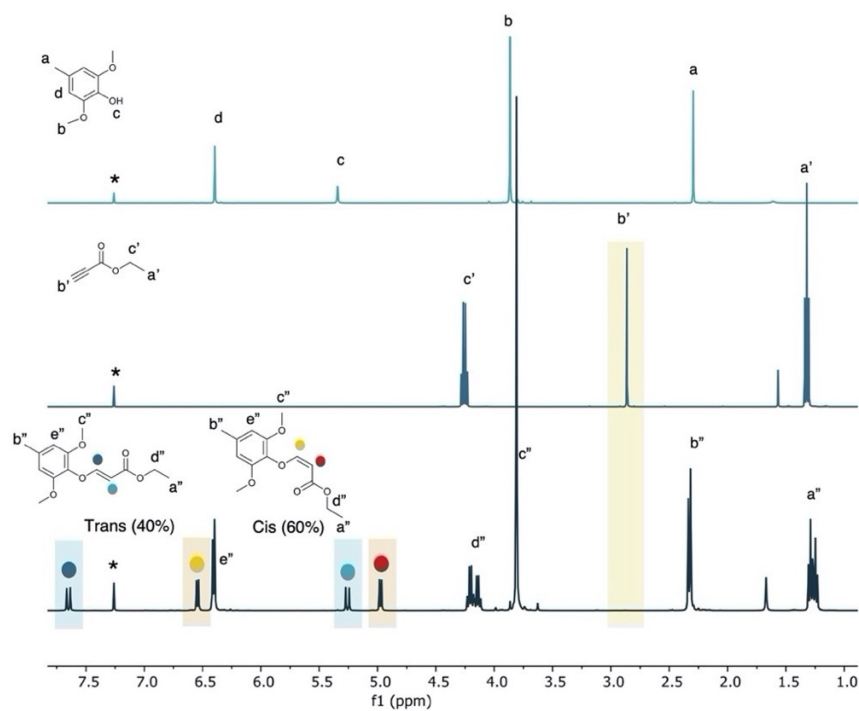 b
a
a
O
d
OH
c
O
b
d
c
*
a'
b'
O
c'
O
a'
b'
c'
*
c"
b"
e"
O
O
O
O
O
d"
a"
Trans (40%)
c"
b"
e"
O
O
O
O
O
d"
a"
Cis (60%)
*
e"
d"
c"
b"
a"
7.5 7.0 6.5 6.0 5.5 5.0 4.5 4.0 3.5 3.0 2.5 2.0 1.5 1.0
f1 (ppm)